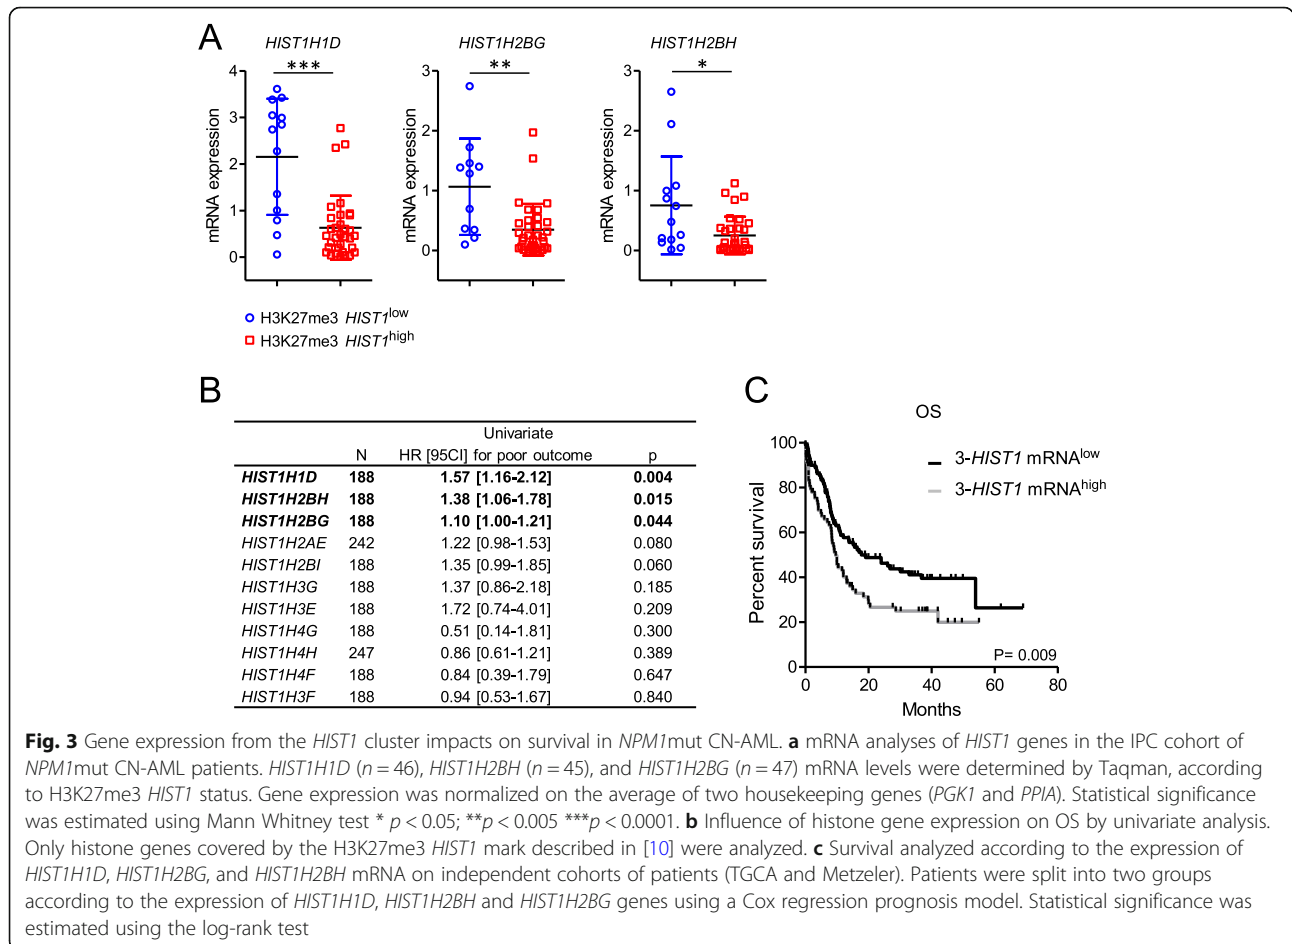 A
HIST1H1D
HIST1H2BG
HIST1H2BH
***
**
*
mRNA expression
4
3
2
1
0
mRNA expression
3
2
1
0
mRNA expression
3
2
1
0
H3K27me3 HIST1low
H3K27me3 HIST1high
B
Univariate
N HR [95CI] for poor outcome p
HIST1H1D 188 1.57 [1.16-2.12] 0.004
HIST1H2BH 188 1.38 [1.06-1.78] 0.015
HIST1H2BG 188 1.10 [1.00-1.21] 0.044
HIST1H2AE 242 1.22 [0.98-1.53] 0.080
HIST1H2BI 188 1.35 [0.99-1.85] 0.060
HIST1H3G 188 1.37 [0.86-2.18] 0.185
HIST1H3E 188 1.72 [0.74-4.01] 0.209
HIST1H4G 188 0.51 [0.14-1.81] 0.300
HIST1H4H 247 0.86 [0.61-1.21] 0.389
HIST1H4F 188 0.84 [0.39-1.79] 0.647
HIST1H3F 188 0.94 [0.53-1.67] 0.840
C
OS
3-HIST1 mRNAlow
3-HIST1 mRNAhigh
Percent survival
100
80
60
40
20
0
P= 0.009
0 20 40 60 80
Months
Fig. 3 Gene expression from the HIST1 cluster impacts on survival in NPM1mut CN-AML. a mRNA analyses of HIST1 genes in the IPC cohort of
NPM1mut CN-AML patients. HIST1H1D (n = 46), HIST1H2BH (n = 45), and HIST1H2BG (n = 47) mRNA levels were determined by Taqman, according
to H3K27me3 HIST1 status. Gene expression was normalized on the average of two housekeeping genes (PGK1 and PPIA). Statistical significance
was estimated using Mann Whitney test * p < 0.05; **p < 0.005 ***p < 0.0001. b Influence of histone gene expression on OS by univariate analysis.
Only histone genes covered by the H3K27me3 HIST1 mark described in [10] were analyzed. c Survival analyzed according to the expression of
HIST1H1D, HIST1H2BG, and HIST1H2BH mRNA on independent cohorts of patients (TGCA and Metzeler). Patients were split into two groups
according to the expression of HIST1H1D, HIST1H2BH and HIST1H2BG genes using a Cox regression prognosis model. Statistical significance was
estimated using the log-rank test